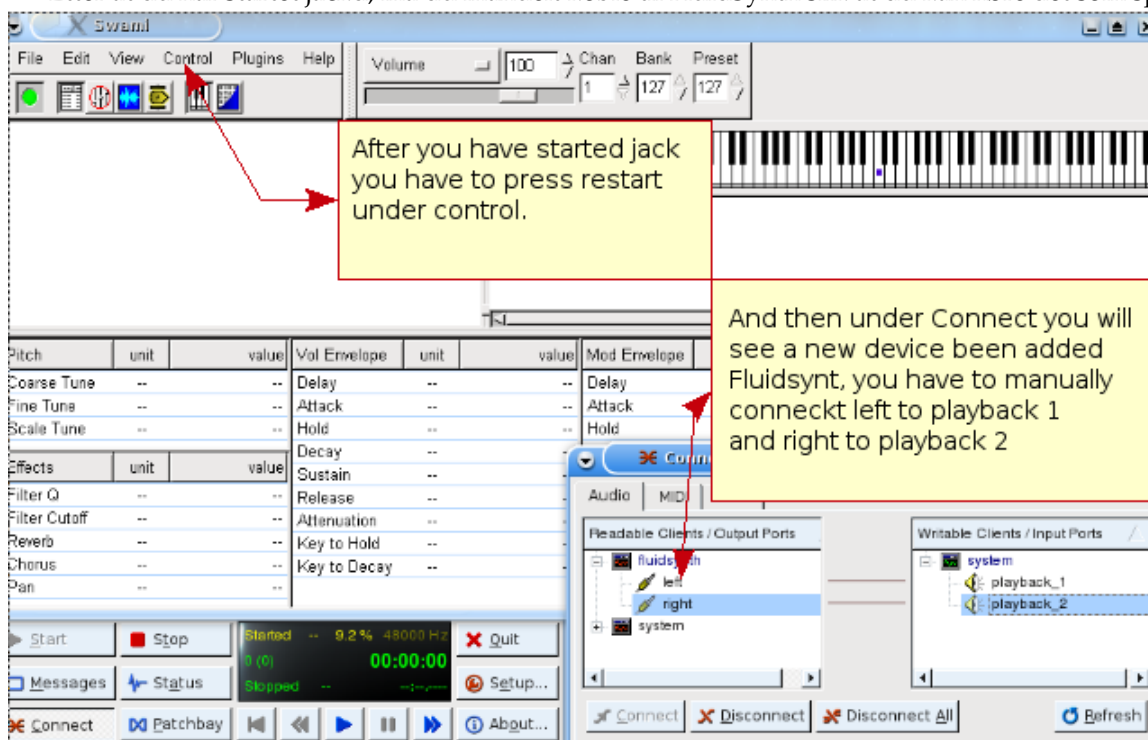 Swami
File Edit View Control Plugins Help
Volume 100
Chan Bank Preset
1 127 127
After you have started jack
you have to press restart
under control.
And then under Connect you will
see a new device been added
Fluidsynt, you have to manually
conneckt left to playback 1
and right to playback 2
Pitch unit value
Coarse Tune -- --
Fine Tune -- --
Scale Tune -- --
Effects unit value
Filter Q -- --
Filter Cutoff -- --
Reverb -- --
Chorus -- --
Pan -- --
Vol Envelope unit value
Delay -- --
Attack -- --
Hold -- --
Decay --
Sustain --
Release --
Attenuation --
Key to Hold --
Key to Decay --
Mod Envelope
Delay
Attack
Hold
Audio MIDI
Readable Clients / Output Ports
fluidsynth
left
right
system
Writable Clients / Input Ports
system
playback_1
playback_2
Connect Disconnect Disconnect All Refresh
Start Stop
Started -- 9.2 % 48000 Hz
0 (0) 00:00:00
Stopped -- --:--.----
Quit
Messages Status Setup...
Connect Patchbay About...